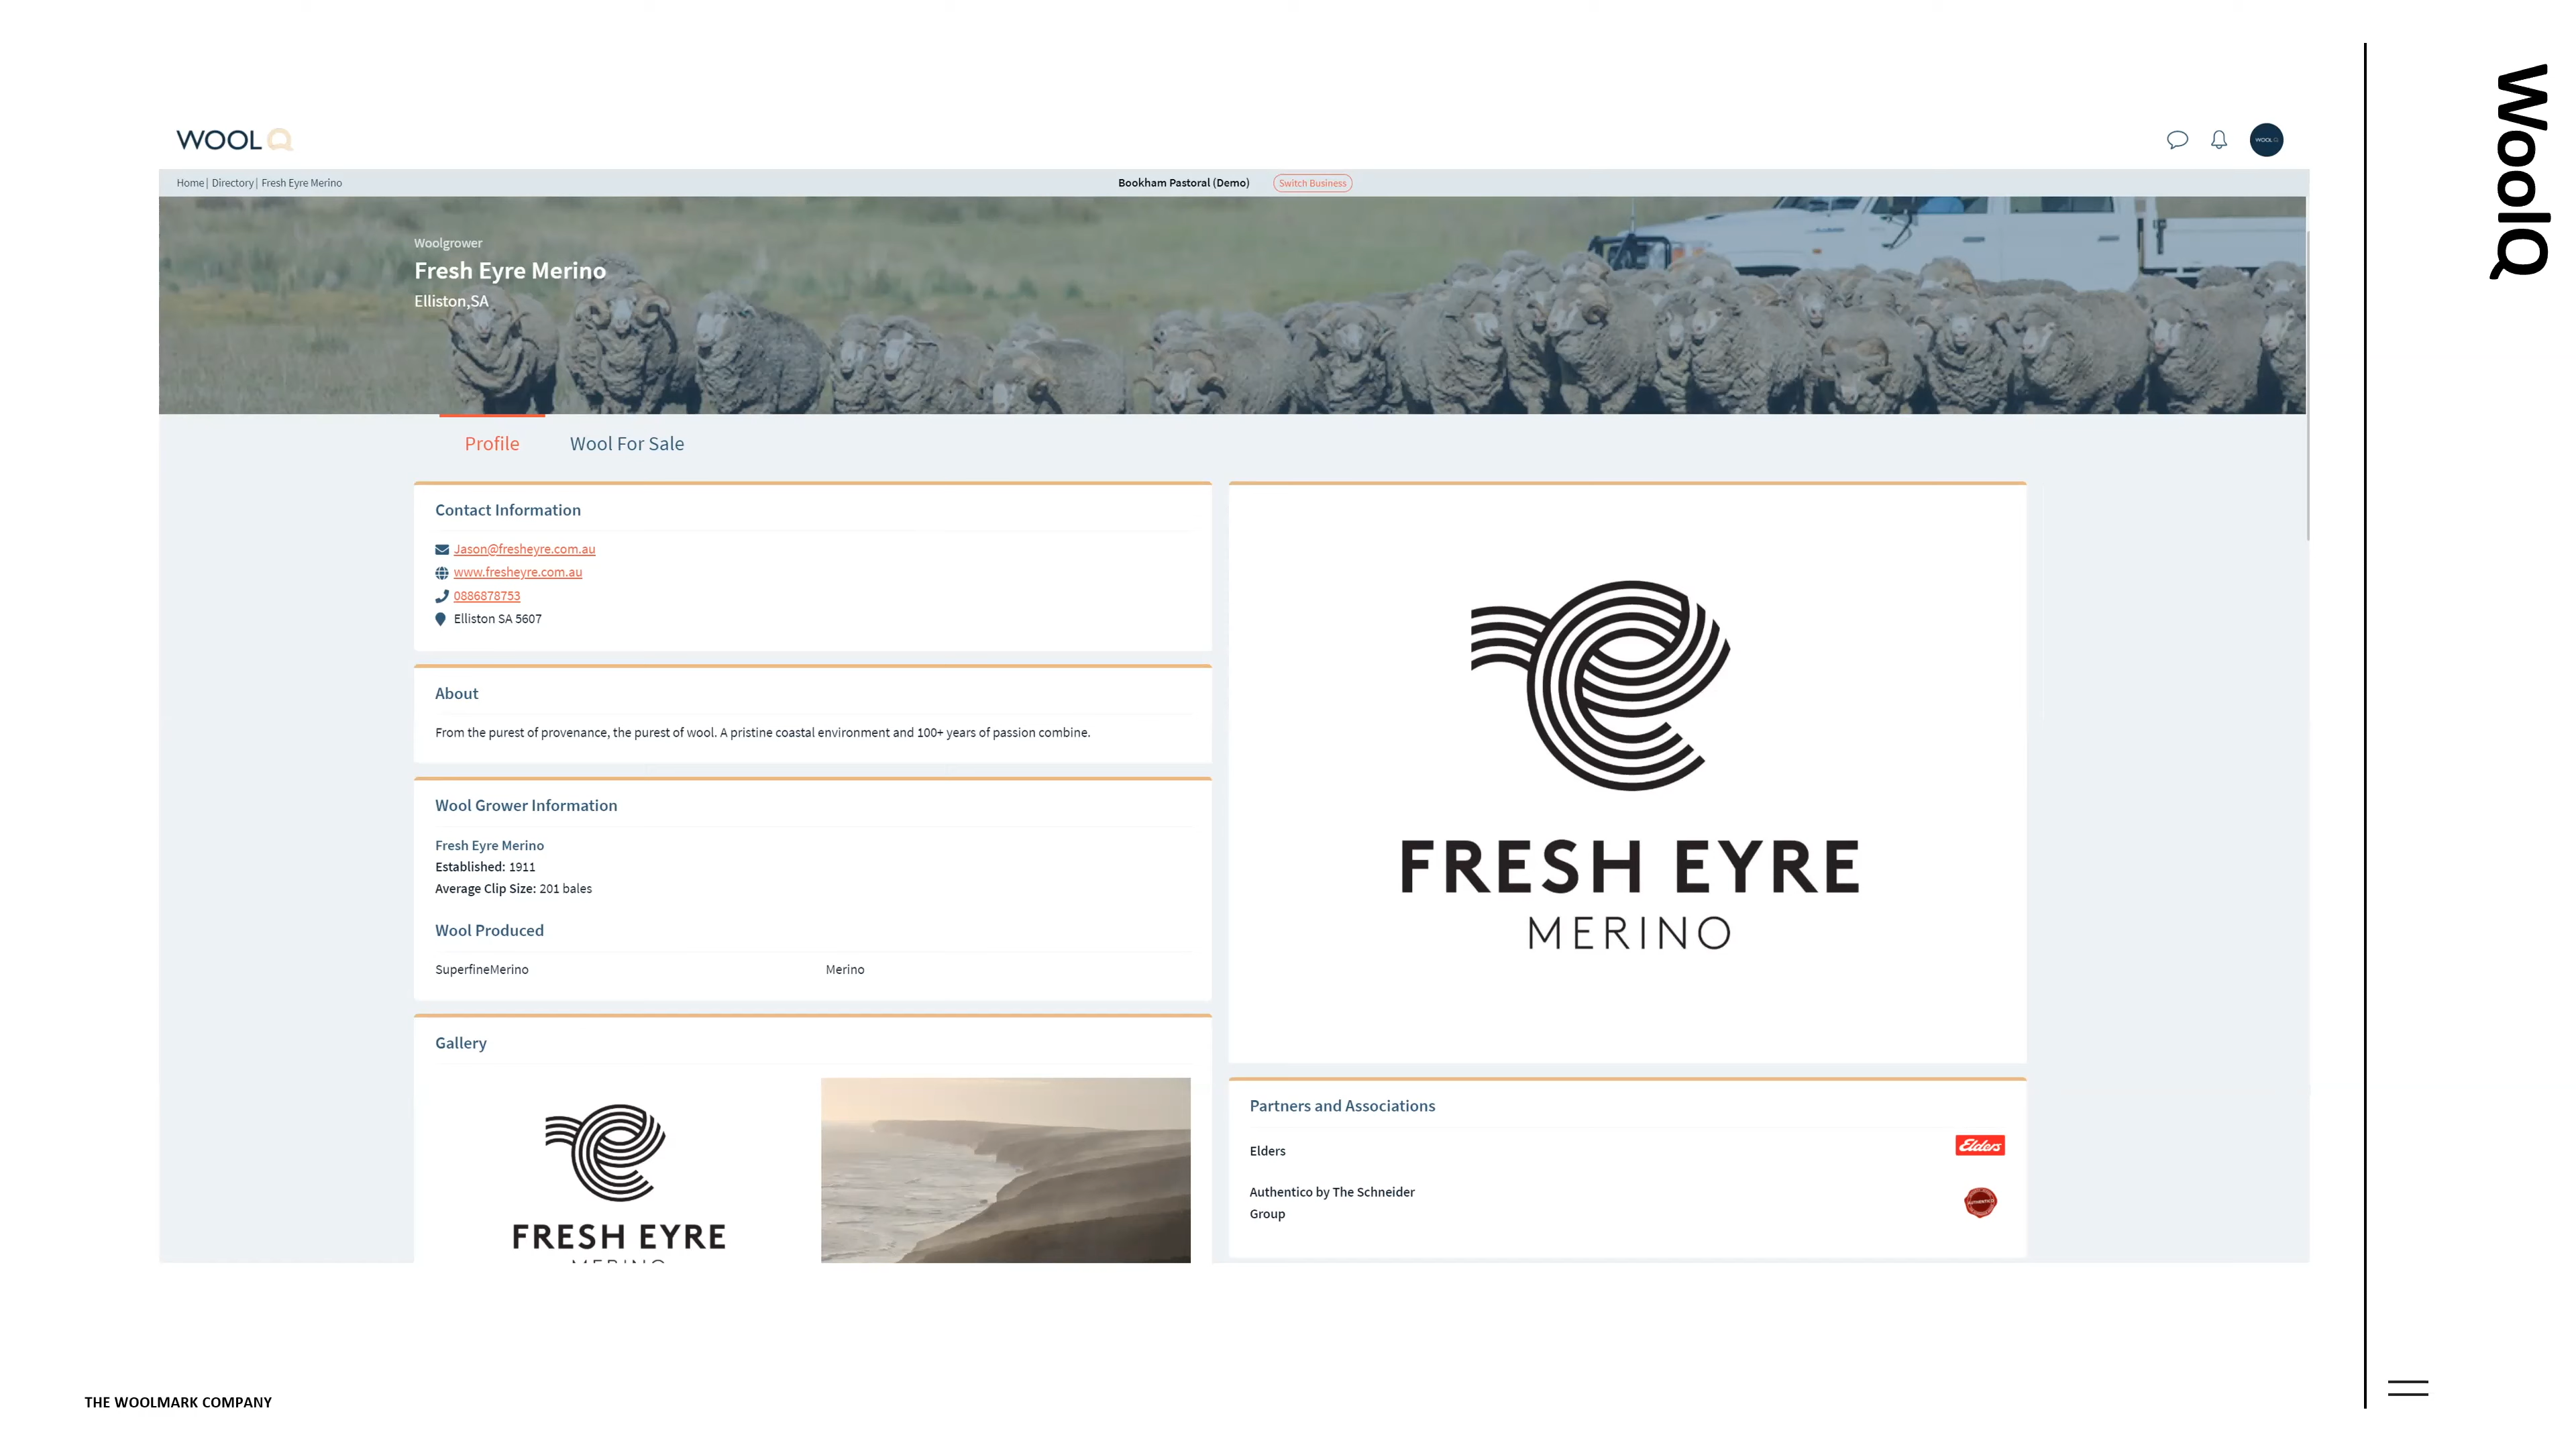 WoolQ
WOOL Q
WOOL Q
Home | Directory | Fresh Eyre Merino
Bookham Pastoral (Demo)
Switch Business
Woolgrower
Fresh Eyre Merino
Elliston,SA
Profile
Wool For Sale
Contact Information
Jason@fresheyre.com.au
www.fresheyre.com.au
0886878753
Elliston SA 5607
About
From the purest of provenance, the purest of wool. A pristine coastal environment and 100+ years of passion combine.
Wool Grower Information
Fresh Eyre Merino
Established: 1911
Average Clip Size: 201 bales
Wool Produced
SuperfineMerino
Merino
Gallery
FRESH EYRE
MERINO
FRESH EYRE
MERINO
Partners and Associations
Elders
Elders
Authentico by The Schneider
Group
AUTHENTICO
THE WOOLMARK COMPANY